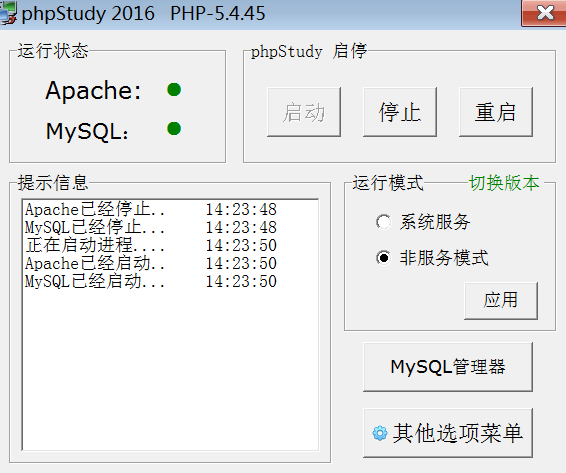 phpStudy 2016 PHP-5.4.45
运行状态
Apache:
MySQL:
phpStudy 启停
启动 停止 重启
提示信息
Apache已经停止.. 14:23:48
MySQL已经停止... 14:23:48
正在启动进程.... 14:23:50
Apache已经启动.. 14:23:50
MySQL已经启动... 14:23:50
运行模式 切换版本
系统服务
非服务模式
应用
MySQL管理器
其他选项菜单